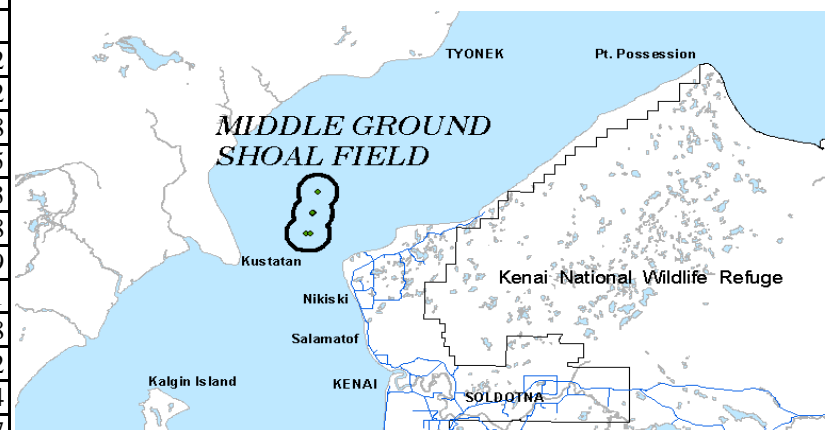 TYONEK
Pt. Possession
MIDDLE GROUND
SHOAL FIELD
Kustatan
Kenai National Wildlife Refuge
Nikiski
Salamatof
Kalgin Island
KENAI
SOLDOTNA